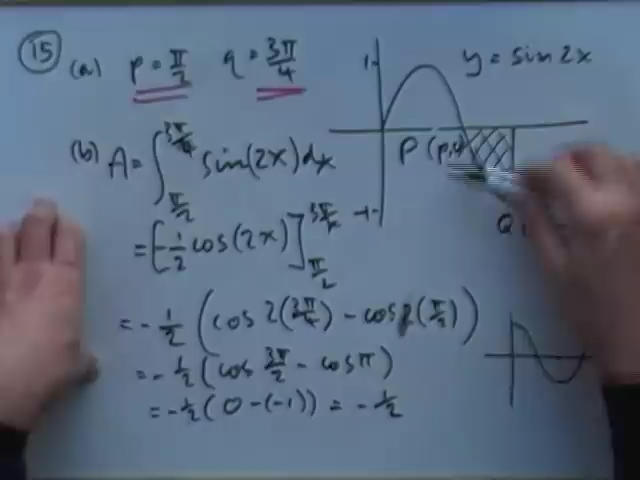 15 (a) p = π/2 q = 3π/4
1 y = sin 2x
(b) A = ∫_{π/2}^{3π/4} sin(2x) dx
P (p,
= [-1/2 cos(2x)]_{π/2}^{3π/4}
-1
Q
= -1/2 (cos 2(3π/4) - cos 2(π/2))
= -1/2 (cos 3π/2 - cos π)
= -1/2 (0 - (-1)) = -1/2